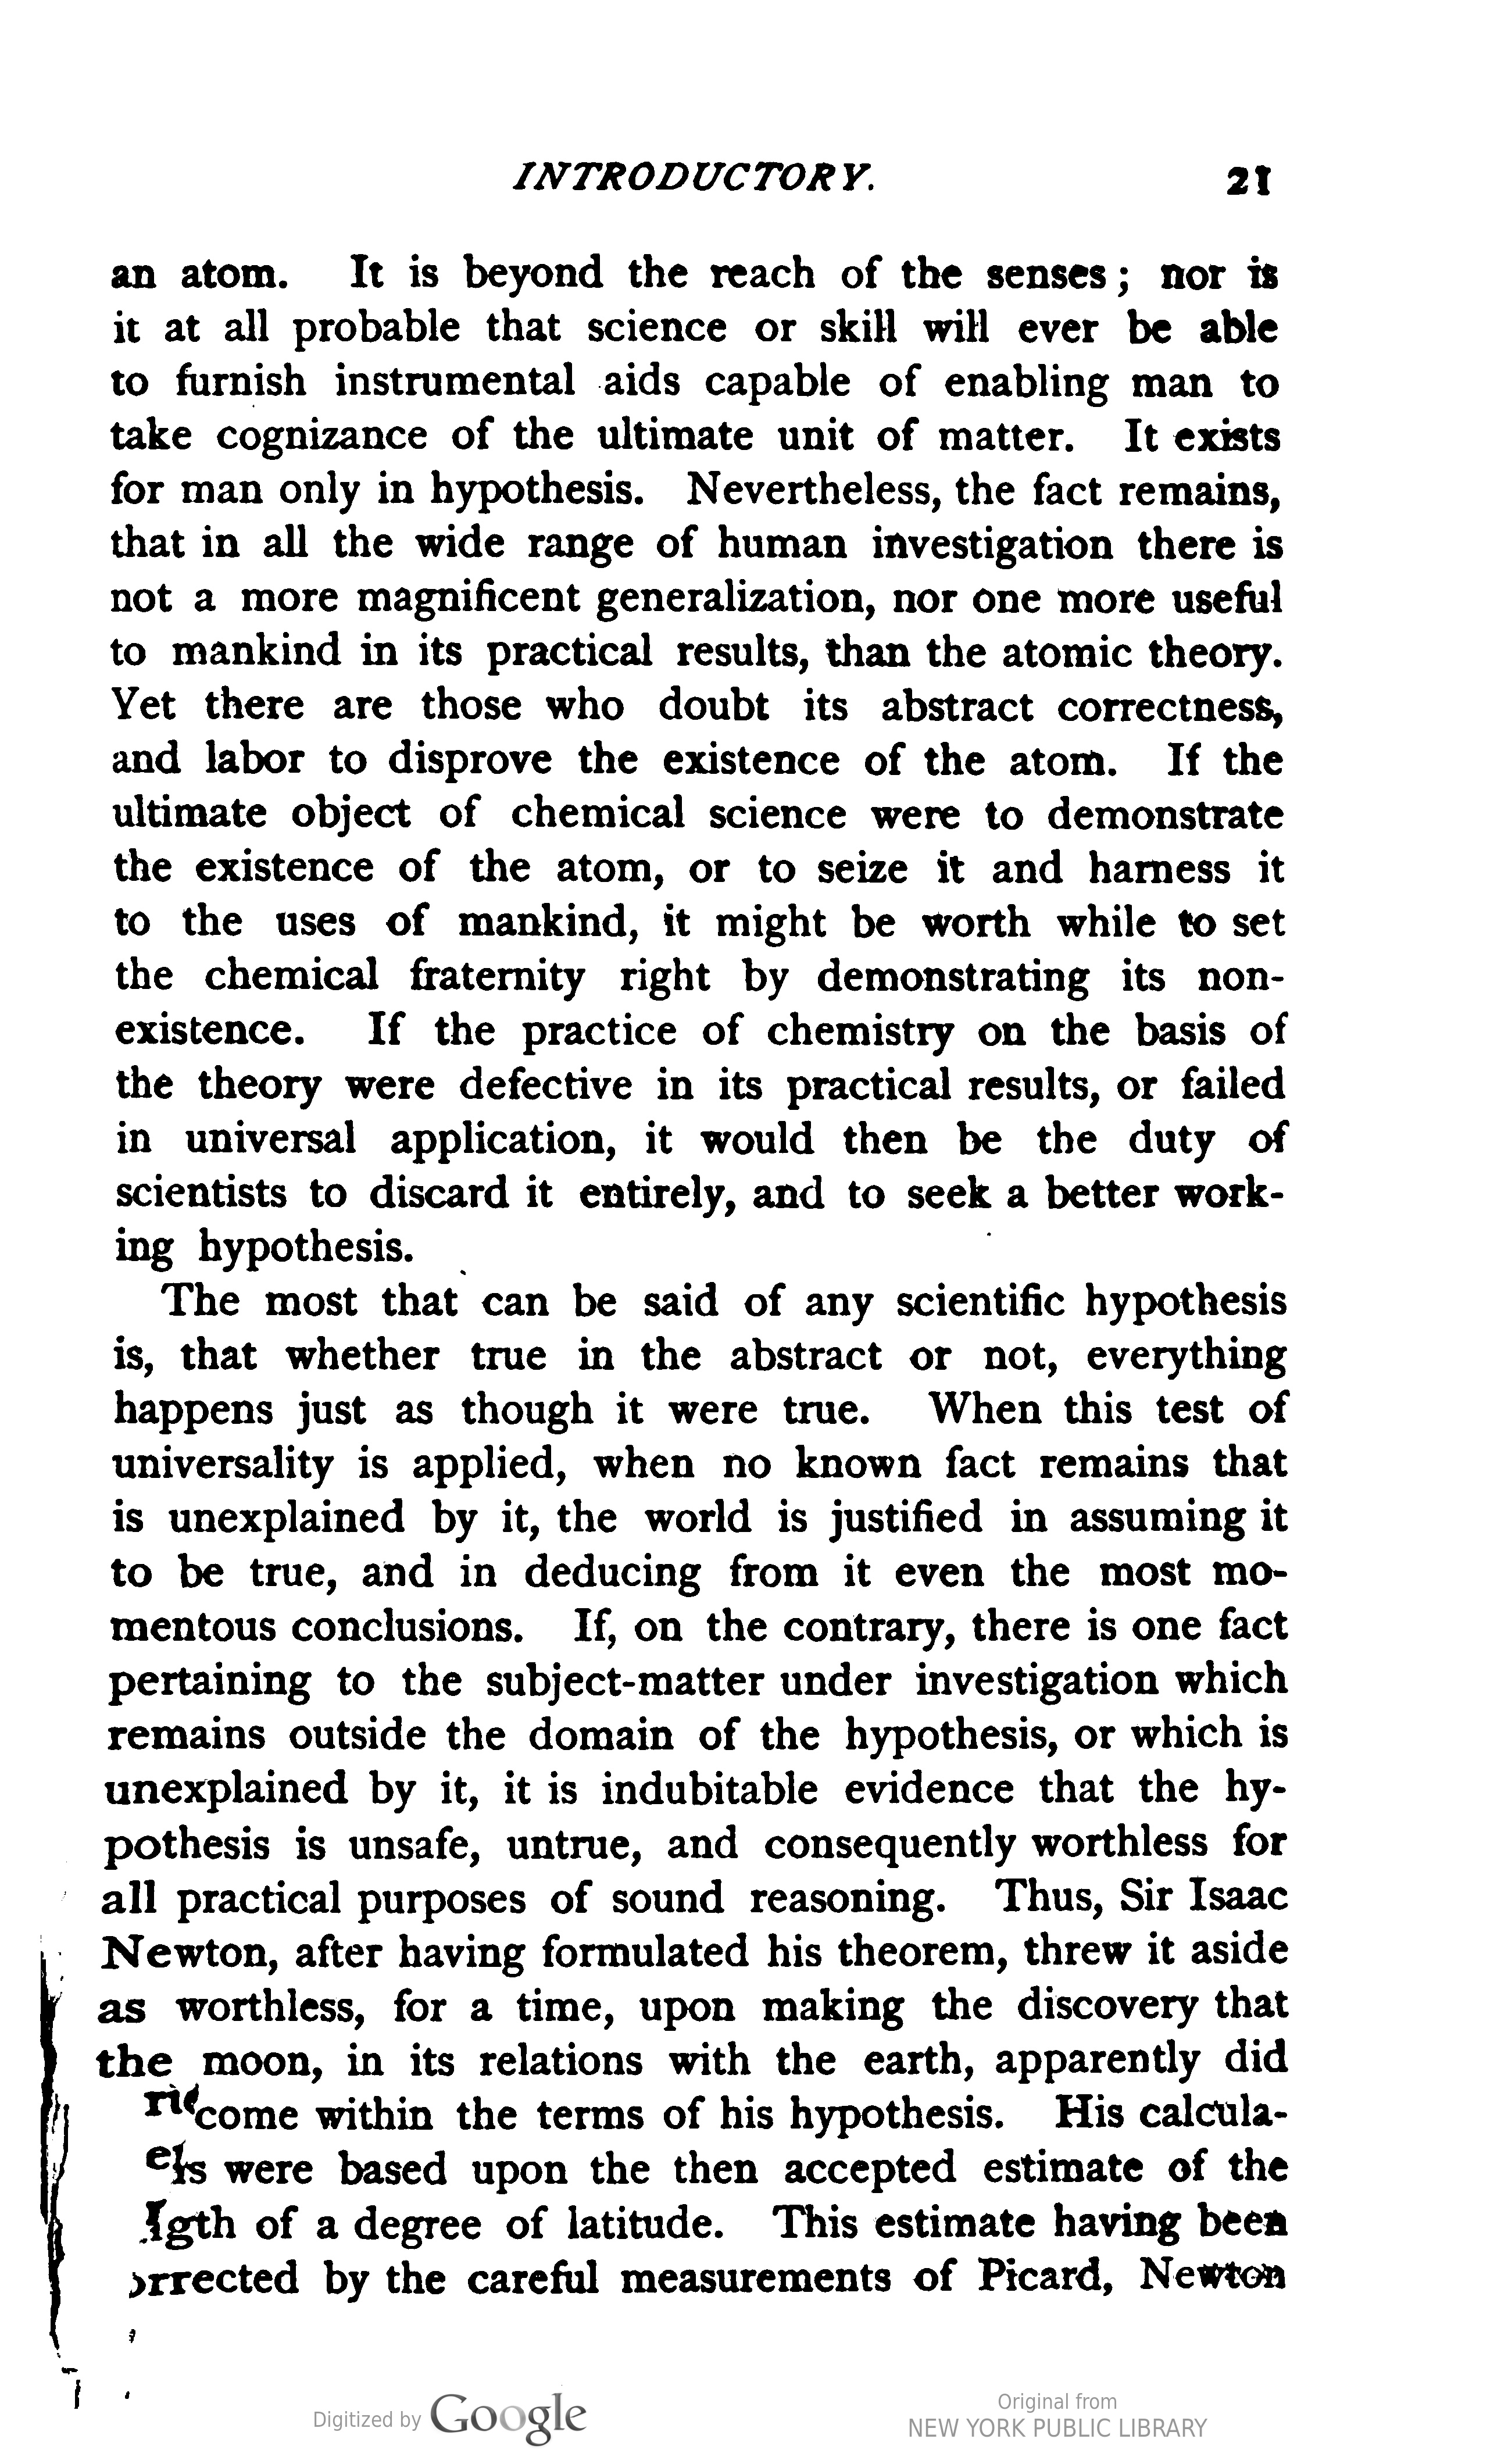 INTRODUCTORY. 21
an atom. It is beyond the reach of the senses; nor is
it at all probable that science or skill will ever be able
to furnish instrumental aids capable of enabling man to
take cognizance of the ultimate unit of matter. It exists
for man only in hypothesis. Nevertheless, the fact remains,
that in all the wide range of human investigation there is
not a more magnificent generalization, nor one more useful
to mankind in its practical results, than the atomic theory.
Yet there are those who doubt its abstract correctness,
and labor to disprove the existence of the atom. If the
ultimate object of chemical science were to demonstrate
the existence of the atom, or to seize it and harness it
to the uses of mankind, it might be worth while to set
the chemical fraternity right by demonstrating its non-
existence. If the practice of chemistry on the basis of
the theory were defective in its practical results, or failed
in universal application, it would then be the duty of
scientists to discard it entirely, and to seek a better work-
ing hypothesis.
The most that can be said of any scientific hypothesis
is, that whether true in the abstract or not, everything
happens just as though it were true. When this test of
universality is applied, when no known fact remains that
is unexplained by it, the world is justified in assuming it
to be true, and in deducing from it even the most mo-
mentous conclusions. If, on the contrary, there is one fact
pertaining to the subject-matter under investigation which
remains outside the domain of the hypothesis, or which is
unexplained by it, it is indubitable evidence that the hy-
pothesis is unsafe, untrue, and consequently worthless for
all practical purposes of sound reasoning. Thus, Sir Isaac
Newton, after having formulated his theorem, threw it aside
as worthless, for a time, upon making the discovery that
the moon, in its relations with the earth, apparently did
come within the terms of his hypothesis. His calcula-
were based upon the then accepted estimate of the
gth of a degree of latitude. This estimate having been
rrected by the careful measurements of Picard, Newton
Digitized by Google
Original from
NEW YORK PUBLIC LIBRARY